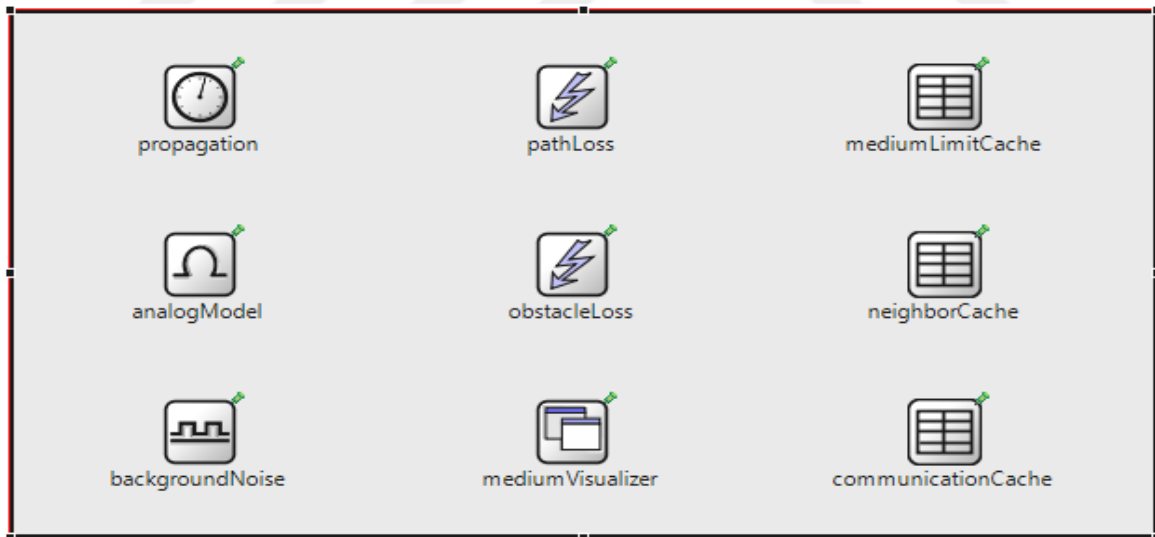 propagation
pathLoss
mediumLimitCache
analogModel
obstacleLoss
neighborCache
backgroundNoise
mediumVisualizer
communicationCache